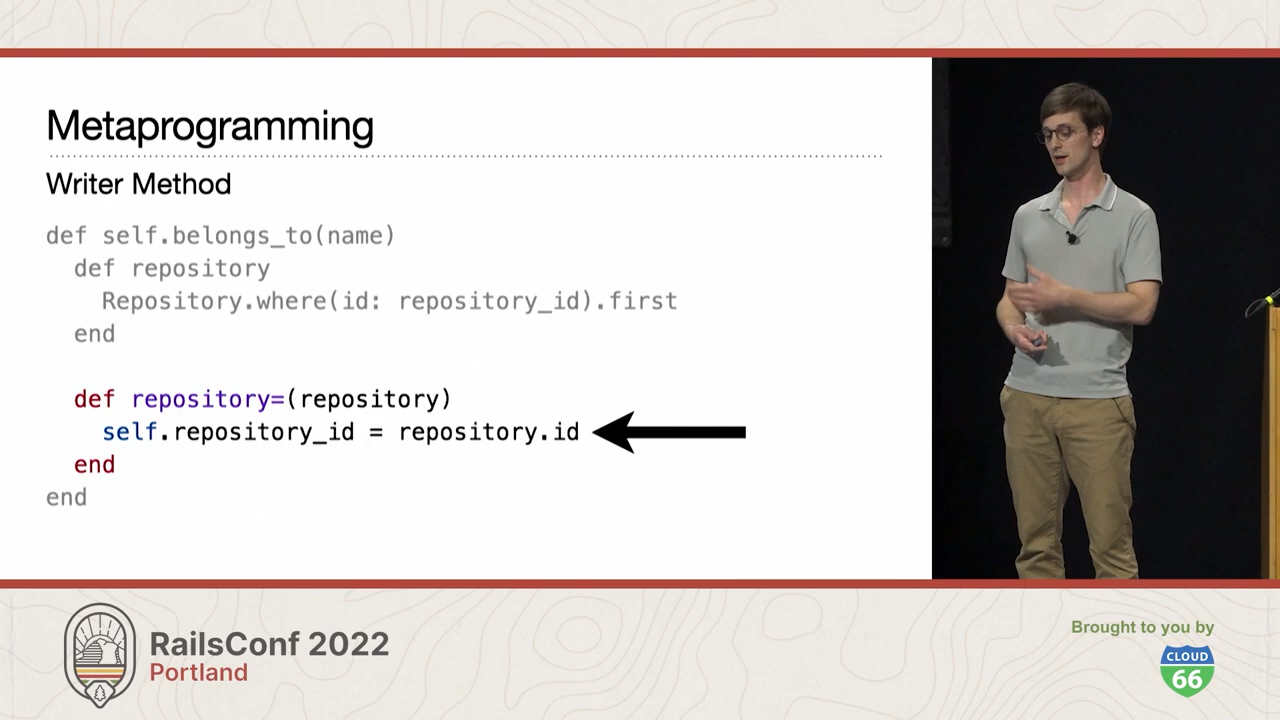 Metaprogramming
Writer Method
def self.belongs_to(name)
  def repository
    Repository.where(id: repository_id).first
  end

  def repository=(repository)
    self.repository_id = repository.id
  end
end
RailsConf 2022
Portland
Brought to you by
CLOUD
66